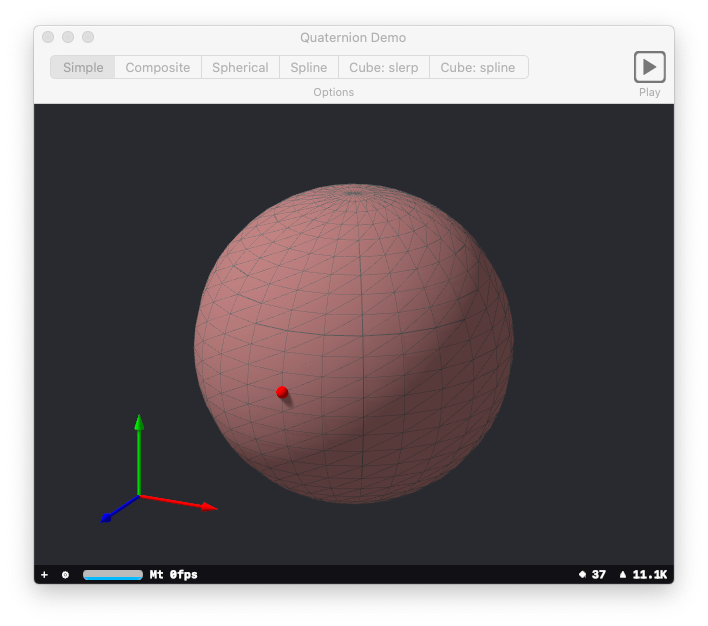 Quaternion Demo
Simple Composite Spherical Spline Cube: slerp Cube: spline
Options Play
+ Mt 0fps 37 11.1K